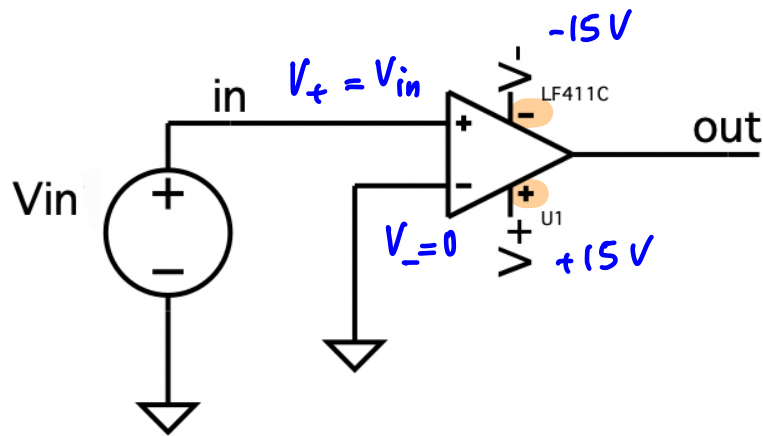 -15 V
V-
V₊ = Vin
LF411C
in
-
+
out
Vin
+
-
+
-
U1
V₋=0
V+
+15 V